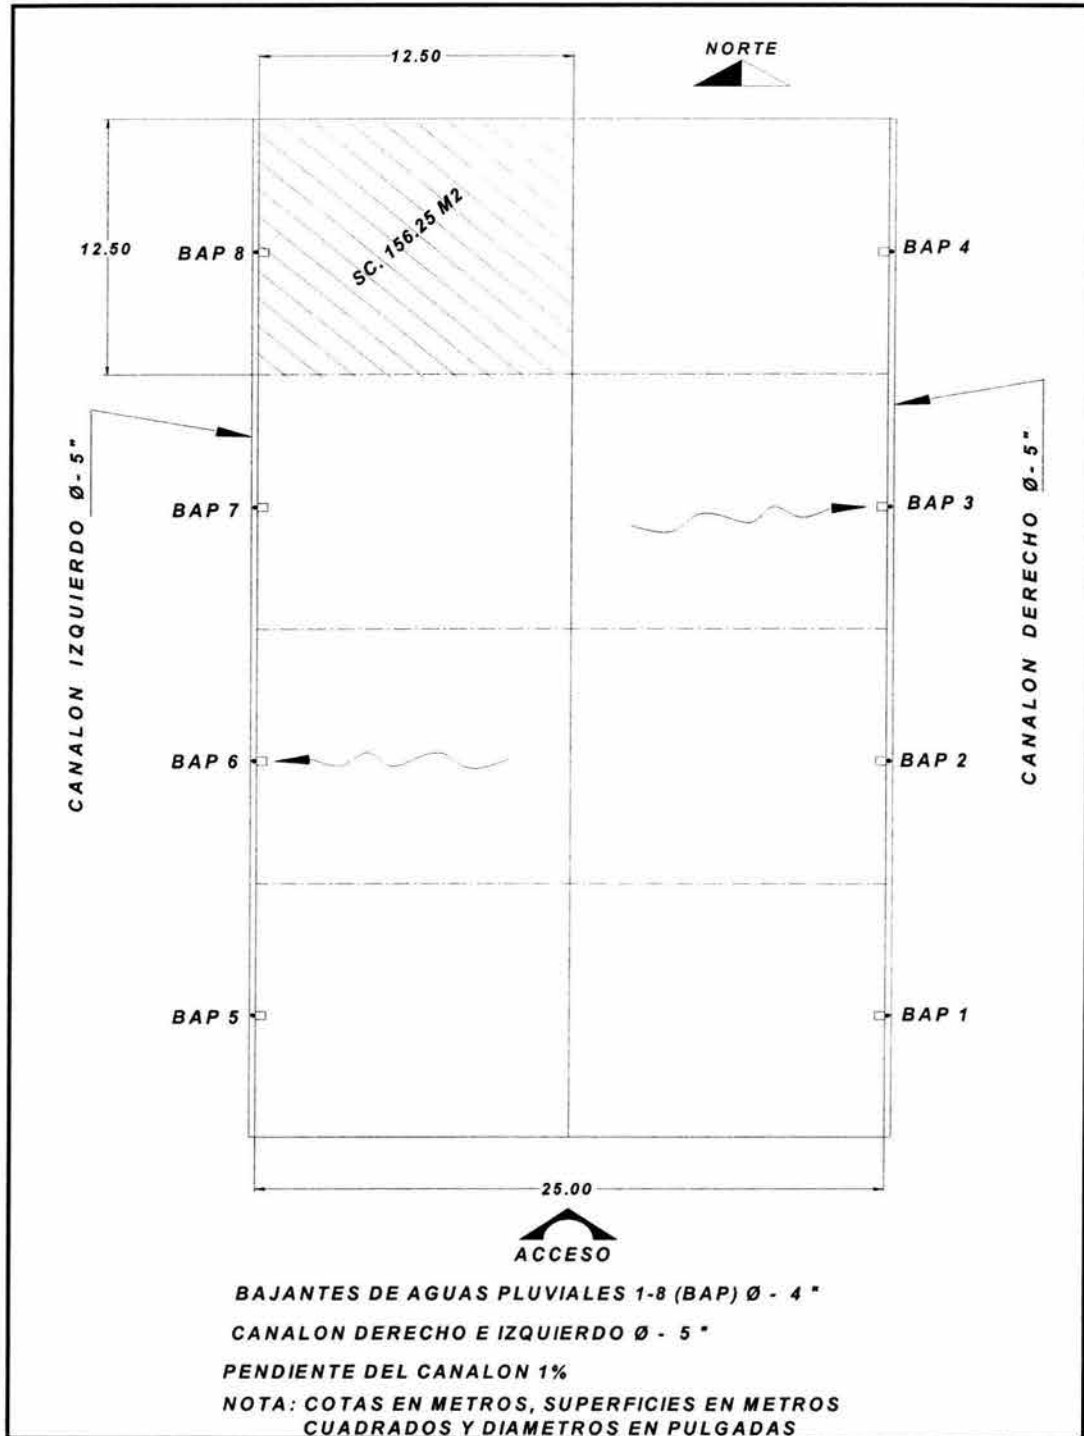 12.50
NORTE
12.50
SC. 156.25 M2
BAP 8
BAP 4
CANALON IZQUIERDO Ø- 5"
CANALON DERECHO Ø- 5"
BAP 7
BAP 3
BAP 6
BAP 2
BAP 5
BAP 1
25.00
ACCESO
BAJANTES DE AGUAS PLUVIALES 1-8 (BAP) Ø - 4 "
CANALON DERECHO E IZQUIERDO Ø - 5 "
PENDIENTE DEL CANALON 1%
NOTA: COTAS EN METROS, SUPERFICIES EN METROS
CUADRADOS Y DIAMETROS EN PULGADAS